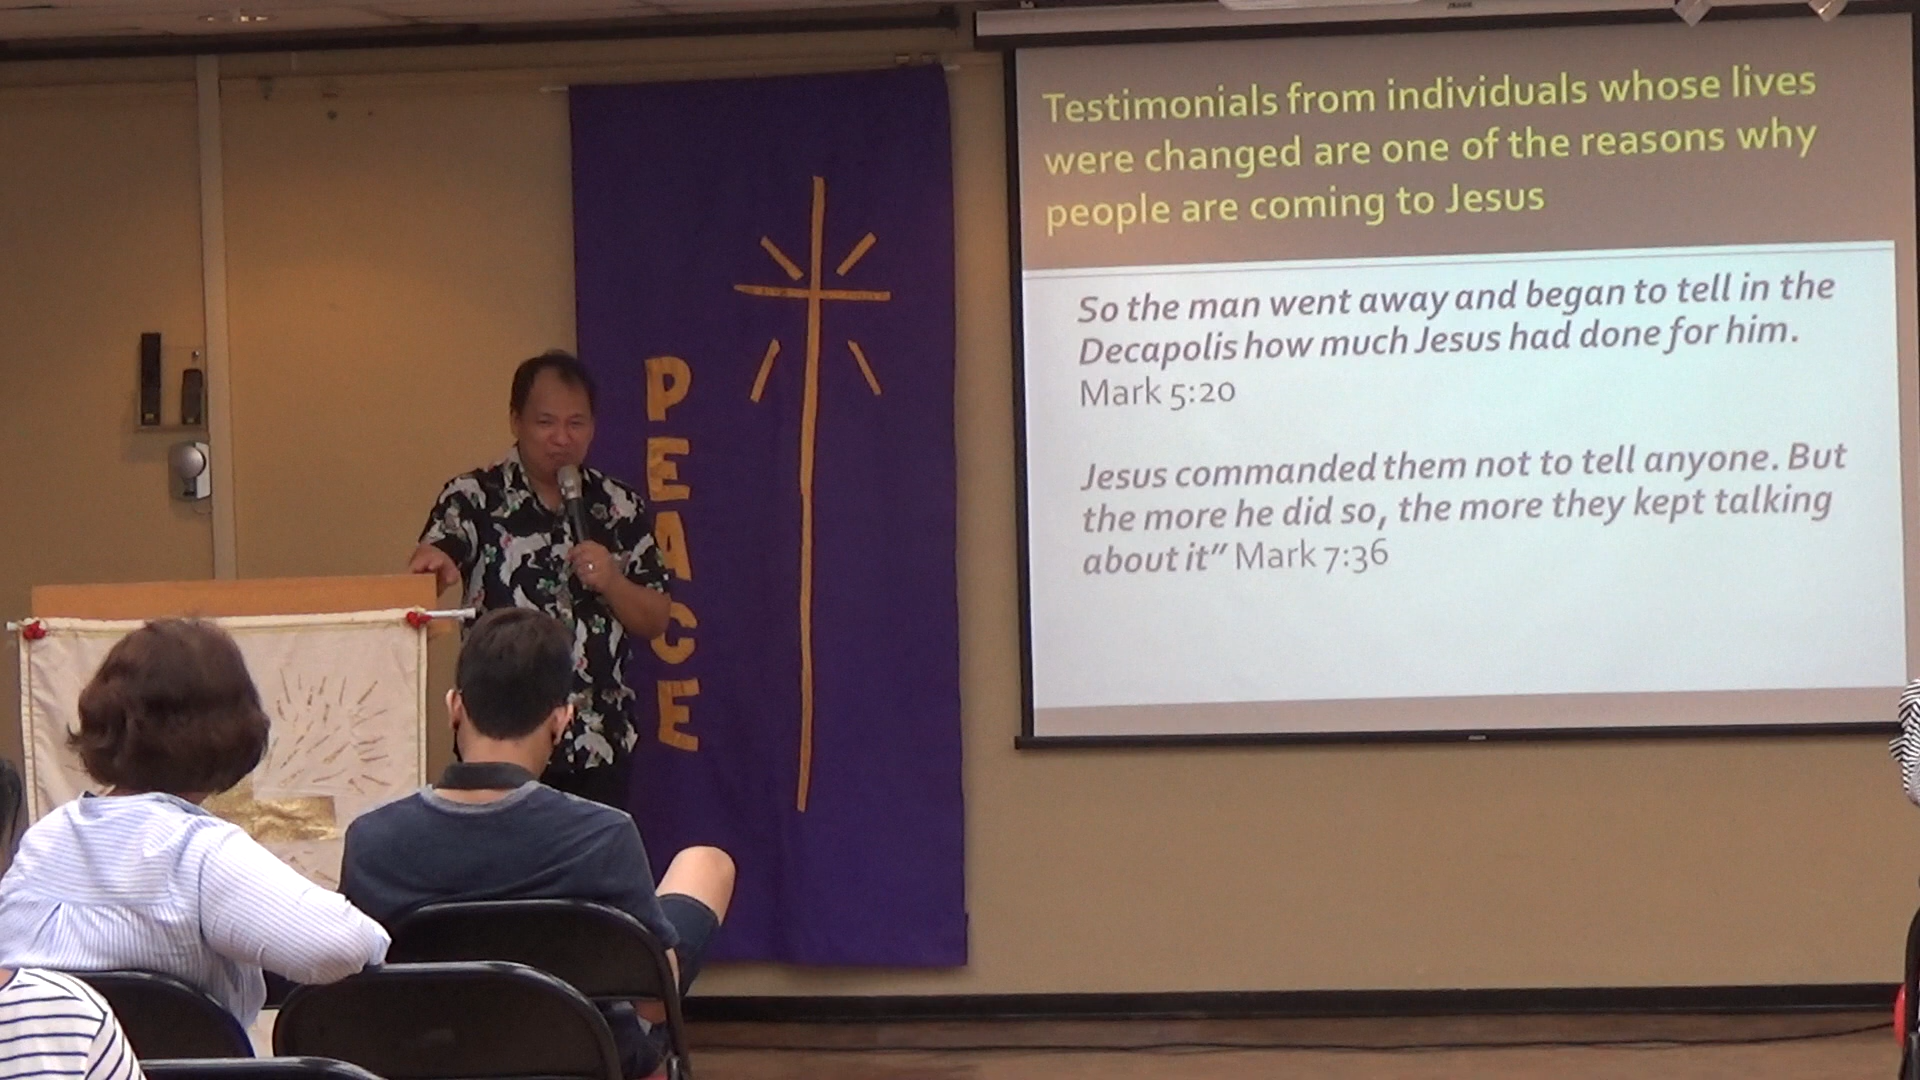 PEACE
Testimonials from individuals whose lives
were changed are one of the reasons why
people are coming to Jesus
So the man went away and began to tell in the
Decapolis how much Jesus had done for him.
Mark 5:20
Jesus commanded them not to tell anyone. But
the more he did so, the more they kept talking
about it” Mark 7:36